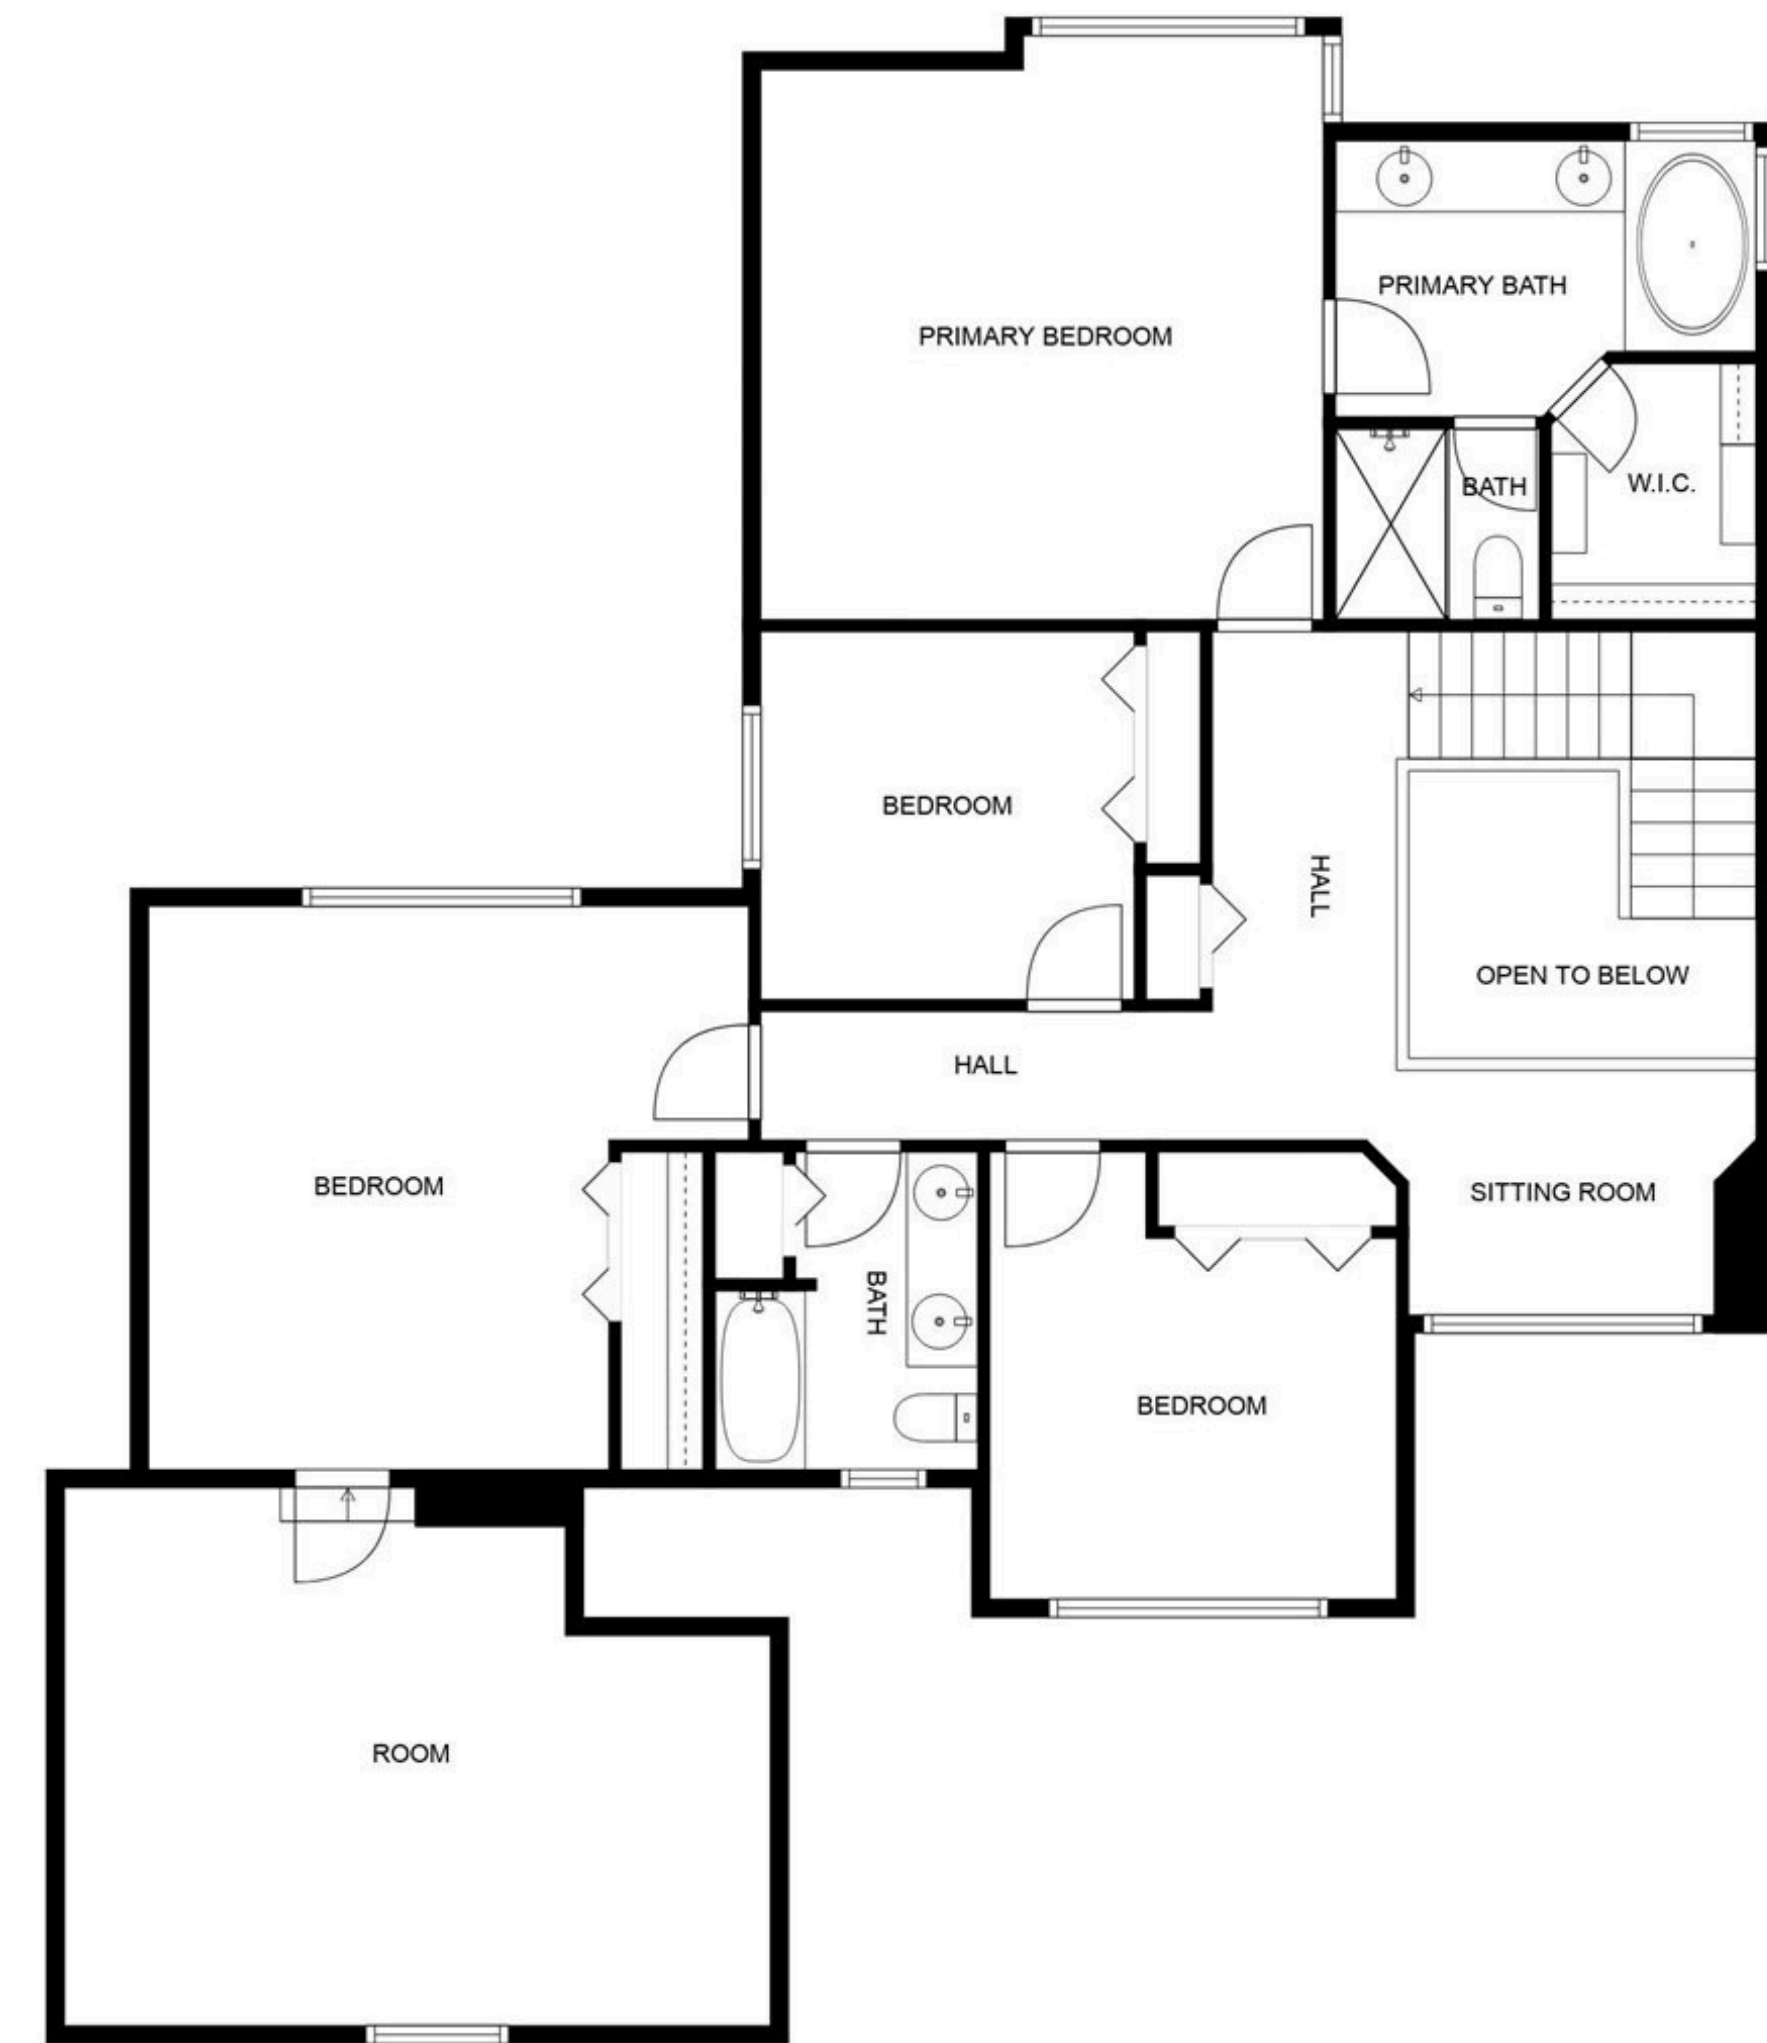 PRIMARY BATH
PRIMARY BEDROOM
BATH
W.I.C.
BEDROOM
HALL
OPEN TO BELOW
HALL
BEDROOM
SITTING ROOM
BATH
BEDROOM
ROOM